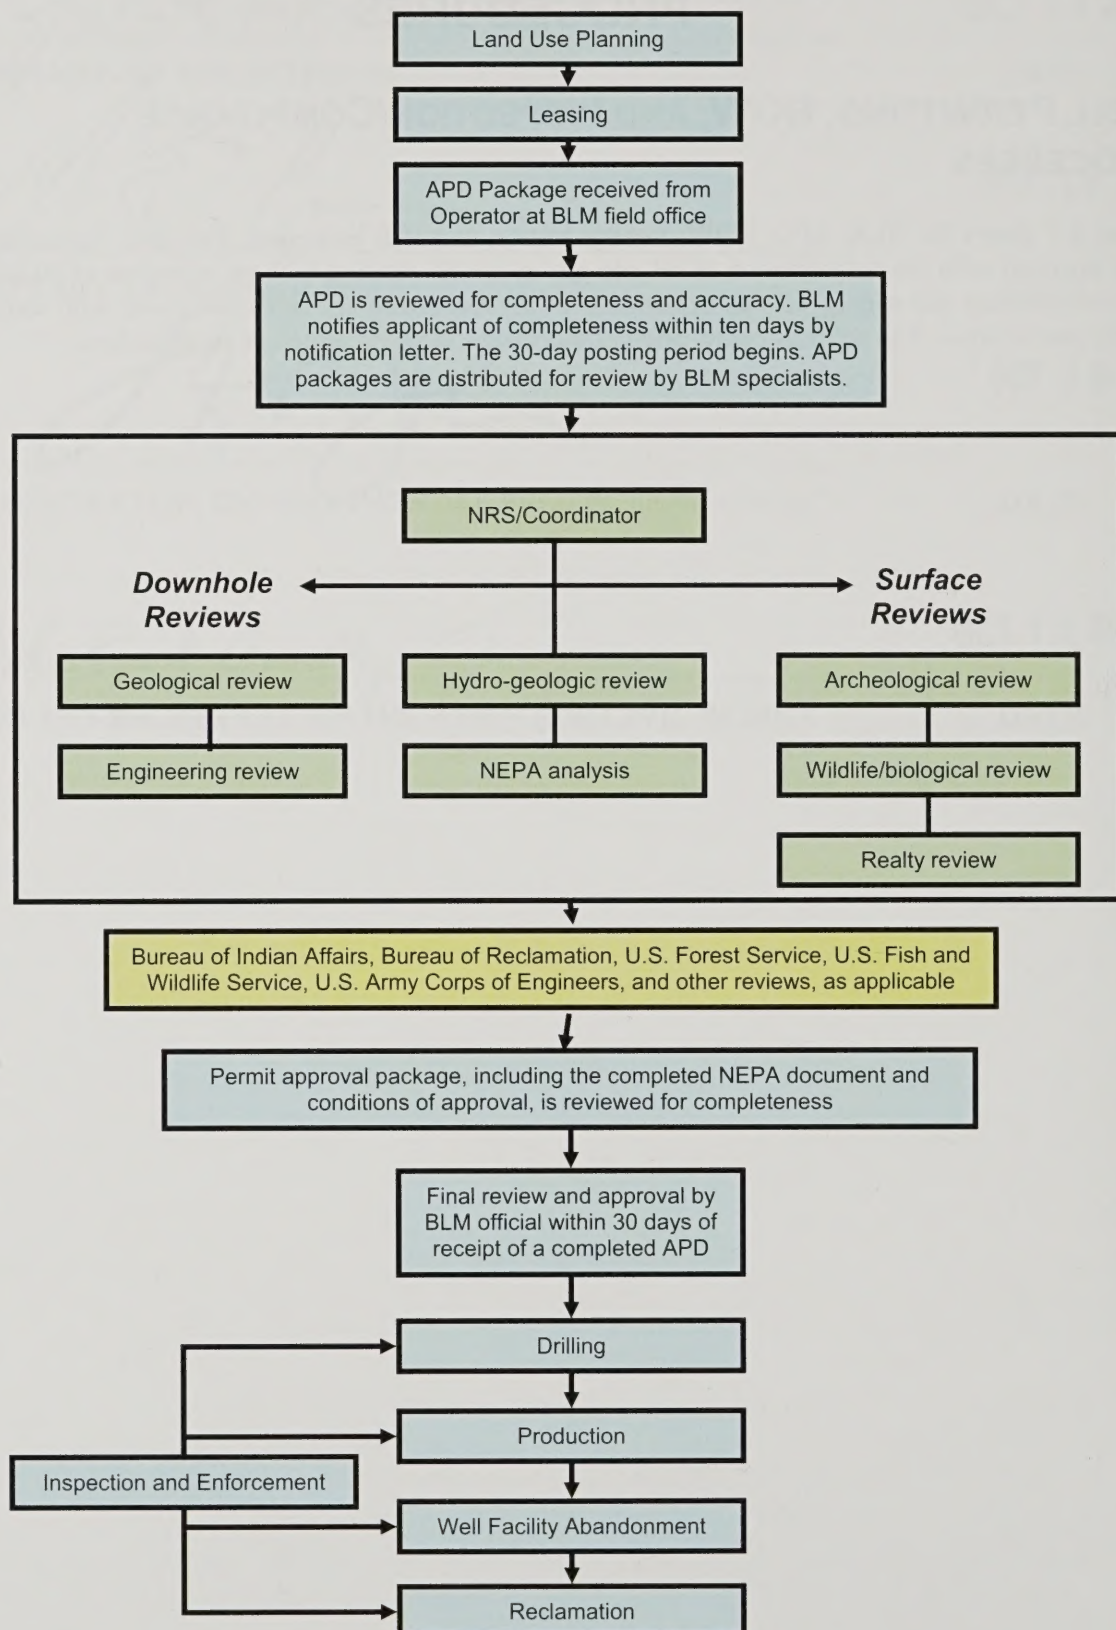 Land Use Planning
Leasing
APD Package received from
Operator at BLM field office
APD is reviewed for completeness and accuracy. BLM
notifies applicant of completeness within ten days by
notification letter. The 30-day posting period begins. APD
packages are distributed for review by BLM specialists.
NRS/Coordinator
Downhole
Reviews
Surface
Reviews
Geological review
Hydro-geologic review
Archeological review
Engineering review
NEPA analysis
Wildlife/biological review
Realty review
Bureau of Indian Affairs, Bureau of Reclamation, U.S. Forest Service, U.S. Fish and
Wildlife Service, U.S. Army Corps of Engineers, and other reviews, as applicable
Permit approval package, including the completed NEPA document and
conditions of approval, is reviewed for completeness
Final review and approval by
BLM official within 30 days of
receipt of a completed APD
Drilling
Production
Inspection and Enforcement
Well Facility Abandonment
Reclamation